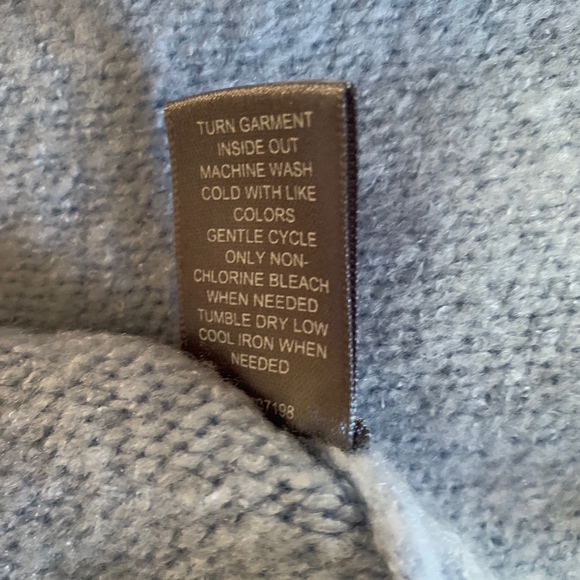 TURN GARMENT
INSIDE OUT
MACHINE WASH
COLD WITH LIKE
COLORS
GENTLE CYCLE
ONLY NON-
CHLORINE BLEACH
WHEN NEEDED
TUMBLE DRY LOW
COOL IRON WHEN
NEEDED